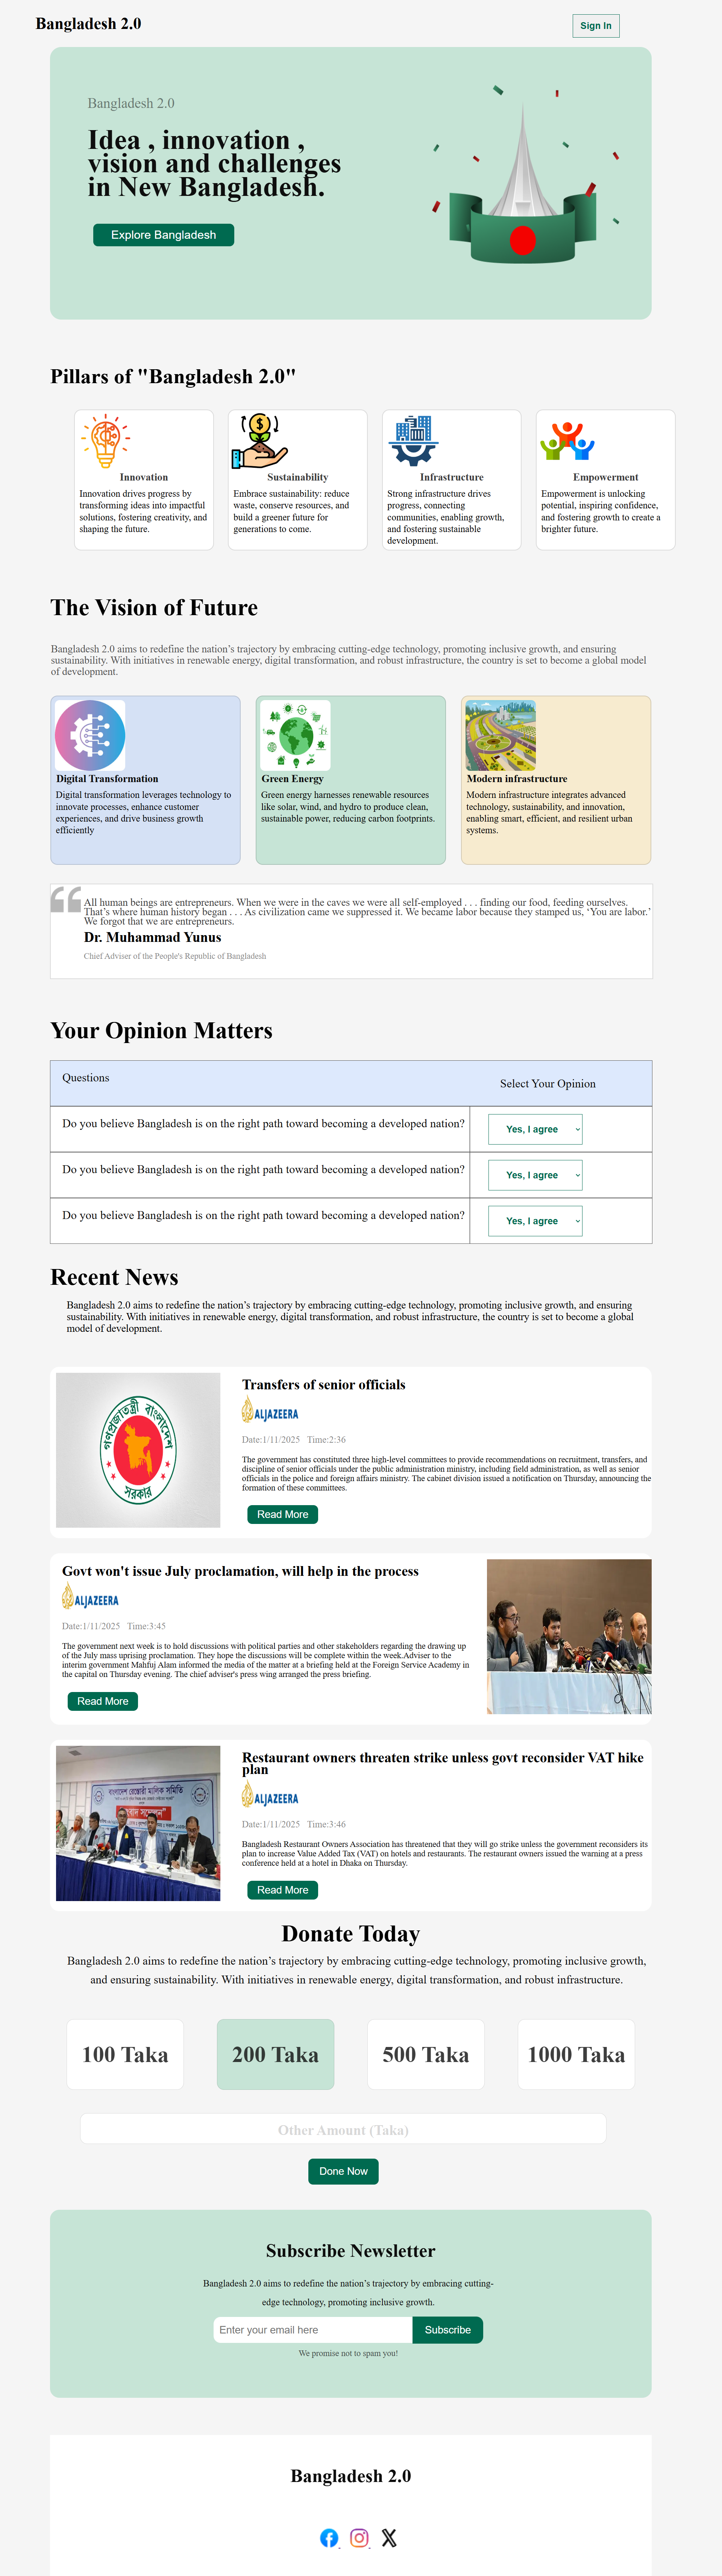 Bangladesh 2.0
Sign In
Bangladesh 2.0
Idea , innovation ,
vision and challenges
in New Bangladesh.
Explore Bangladesh
Pillars of "Bangladesh 2.0"
Innovation
Innovation drives progress by
transforming ideas into impactful
solutions, fostering creativity, and
shaping the future.
Sustainability
Embrace sustainability: reduce
waste, conserve resources, and
build a greener future for
generations to come.
Infrastructure
Strong infrastructure drives
progress, connecting
communities, enabling growth,
and fostering sustainable
development.
Empowerment
Empowerment is unlocking
potential, inspiring confidence,
and fostering growth to create a
brighter future.
The Vision of Future
Bangladesh 2.0 aims to redefine the nation’s trajectory by embracing cutting-edge technology, promoting inclusive growth, and ensuring
sustainability. With initiatives in renewable energy, digital transformation, and robust infrastructure, the country is set to become a global model
of development.
Digital Transformation
Digital transformation leverages technology to
innovate processes, enhance customer
experiences, and drive business growth
efficiently
Green Energy
Green energy harnesses renewable resources
like solar, wind, and hydro to produce clean,
sustainable power, reducing carbon footprints.
Modern infrastructure
Modern infrastructure integrates advanced
technology, sustainability, and innovation,
enabling smart, efficient, and resilient urban
systems.
All human beings are entrepreneurs. When we were in the caves we were all self-employed . . . finding our food, feeding ourselves.
That’s where human history began . . . As civilization came we suppressed it. We became labor because they stamped us, ‘You are labor.’
We forgot that we are entrepreneurs.
Dr. Muhammad Yunus
Chief Adviser of the People's Republic of Bangladesh
Your Opinion Matters
Questions
Select Your Opinion
Do you believe Bangladesh is on the right path toward becoming a developed nation?
Yes, I agree
Do you believe Bangladesh is on the right path toward becoming a developed nation?
Yes, I agree
Do you believe Bangladesh is on the right path toward becoming a developed nation?
Yes, I agree
Recent News
Bangladesh 2.0 aims to redefine the nation’s trajectory by embracing cutting-edge technology, promoting inclusive growth, and ensuring
sustainability. With initiatives in renewable energy, digital transformation, and robust infrastructure, the country is set to become a global
model of development.
গণপ্রজাতন্ত্রী বাংলাদেশ
সরকার
Transfers of senior officials
ALJAZEERA
Date:1/11/2025 Time:2:36
The government has constituted three high-level committees to provide recommendations on recruitment, transfers, and
discipline of senior officials under the public administration ministry, including field administration, as well as senior
officials in the police and foreign affairs ministry. The cabinet division issued a notification on Thursday, announcing the
formation of these committees.
Read More
Govt won't issue July proclamation, will help in the process
ALJAZEERA
Date:1/11/2025 Time:3:45
The government next week is to hold discussions with political parties and other stakeholders regarding the drawing up
of the July mass uprising proclamation. They hope the discussions will be complete within the week.Adviser to the
interim government Mahfuj Alam informed the media of the matter at a briefing held at the Foreign Service Academy in
the capital on Thursday evening. The chief adviser's press wing arranged the press briefing.
Read More
বাংলাদেশ রেস্তোরাঁ মালিক সমিতি
Restaurant owners threaten strike unless govt reconsider VAT hike
plan
ALJAZEERA
Date:1/11/2025 Time:3:46
Bangladesh Restaurant Owners Association has threatened that they will go strike unless the government reconsiders its
plan to increase Value Added Tax (VAT) on hotels and restaurants. The restaurant owners issued the warning at a press
conference held at a hotel in Dhaka on Thursday.
Read More
Donate Today
Bangladesh 2.0 aims to redefine the nation’s trajectory by embracing cutting-edge technology, promoting inclusive growth,
and ensuring sustainability. With initiatives in renewable energy, digital transformation, and robust infrastructure.
100 Taka
200 Taka
500 Taka
1000 Taka
Other Amount (Taka)
Done Now
Subscribe Newsletter
Bangladesh 2.0 aims to redefine the nation’s trajectory by embracing cutting-
edge technology, promoting inclusive growth.
Enter your email here
Subscribe
We promise not to spam you!
Bangladesh 2.0